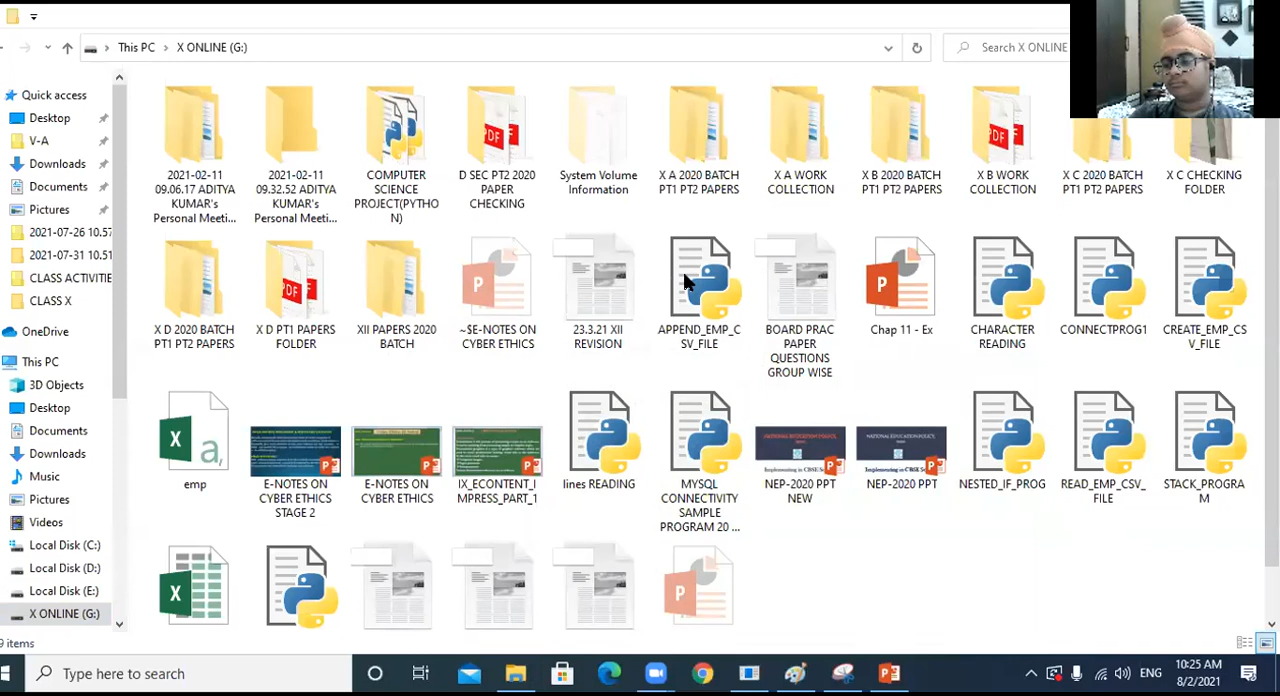 This PC > X ONLINE (G:)
Search X ONLINE
Quick access
Desktop
V-A
Downloads
Documents
Pictures
2021-07-26 10.57
2021-07-31 10.51
CLASS ACTIVITIE
CLASS X
OneDrive
This PC
3D Objects
Desktop
Documents
Downloads
Music
Pictures
Videos
Local Disk (C:)
Local Disk (D:)
Local Disk (E:)
X ONLINE (G:)
2021-02-11
09.06.17 ADITYA
KUMAR's
Personal Meeti...
2021-02-11
09.32.52 ADITYA
KUMAR's
Personal Meeti...
COMPUTER
SCIENCE
PROJECT(PYTHO
N)
D SEC PT2 2020
PAPER
CHECKING
System Volume
Information
X A 2020 BATCH
PT1 PT2 PAPERS
X A WORK
COLLECTION
X B 2020 BATCH
PT1 PT2 PAPERS
X B WORK
COLLECTION
X C 2020 BATCH
PT1 PT2 PAPERS
X C CHECKING
FOLDER
X D 2020 BATCH
PT1 PT2 PAPERS
X D PT1 PAPERS
FOLDER
XII PAPERS 2020
BATCH
~$E-NOTES ON
CYBER ETHICS
23.3.21 XII
REVISION
APPEND_EMP_C
SV_FILE
BOARD PRAC
PAPER
QUESTIONS
GROUP WISE
Chap 11 - Ex
CHARACTER
READING
CONNECTPROG1
CREATE_EMP_CS
V_FILE
emp
E-NOTES ON
CYBER ETHICS
STAGE 2
E-NOTES ON
CYBER ETHICS
IX_ECONTENT_I
MPRESS_PART_1
lines READING
MYSQL
CONNECTIVITY
SAMPLE
PROGRAM 20 ...
NEP-2020 PPT
NEW
NEP-2020 PPT
NESTED_IF_PROG
READ_EMP_CSV_
FILE
STACK_PROGRA
M
9 items
Type here to search
ENG
10:25 AM
8/2/2021